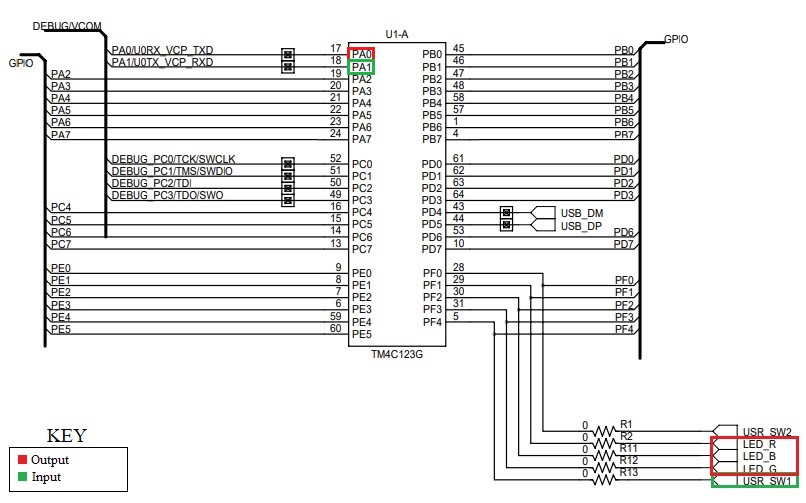 DEBUG/VCOM
U1-A
GPIO
GPIO
PA0/U0RX_VCP_TXD 17 PA0 PB0 45 PB0
PA1/U0TX_VCP_RXD 18 PA1 PB1 46 PB1
PA2 19 PA2 PB2 47 PB2
PA3 20 PA3 PB3 48 PB3
PA4 21 PA4 PB4 58 PB4
PA5 22 PA5 PB5 57 PB5
PA6 23 PA6 PB6 1 PB6
PA7 24 PA7 PB7 4 PB7
DEBUG_PC0/TCK/SWCLK 52 PC0 PD0 61 PD0
DEBUG_PC1/TMS/SWDIO 51 PC1 PD1 62 PD1
DEBUG_PC2/TDI 50 PC2 PD2 63 PD2
DEBUG_PC3/TDO/SWO 49 PC3 PD3 64 PD3
PC4 16 PC4 PD4 43 USB_DM
PC5 15 PC5 PD5 44 USB_DP
PC6 14 PC6 PD6 53 PD6
PC7 13 PC7 PD7 10 PD7
PE0 9 PE0 PF0 28 PF0
PE1 8 PE1 PF1 29 PF1
PE2 7 PE2 PF2 30 PF2
PE3 6 PE3 PF3 31 PF3
PE4 59 PE4 PF4 5 PF4
PE5 60 PE5
TM4C123G
0 R1 USR_SW2
0 R2 LED_R
0 R11 LED_B
0 R12 LED_G
0 R13 USR_SW1
KEY
Output
Input